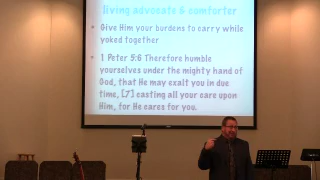 living advocate & comforter
• Give Him your burdens to carry while
yoked together
• 1 Peter 5:6 Therefore humble
yourselves under the mighty hand of
God, that He may exalt you in due
time, [7] casting all your care upon
Him, for He cares for you.